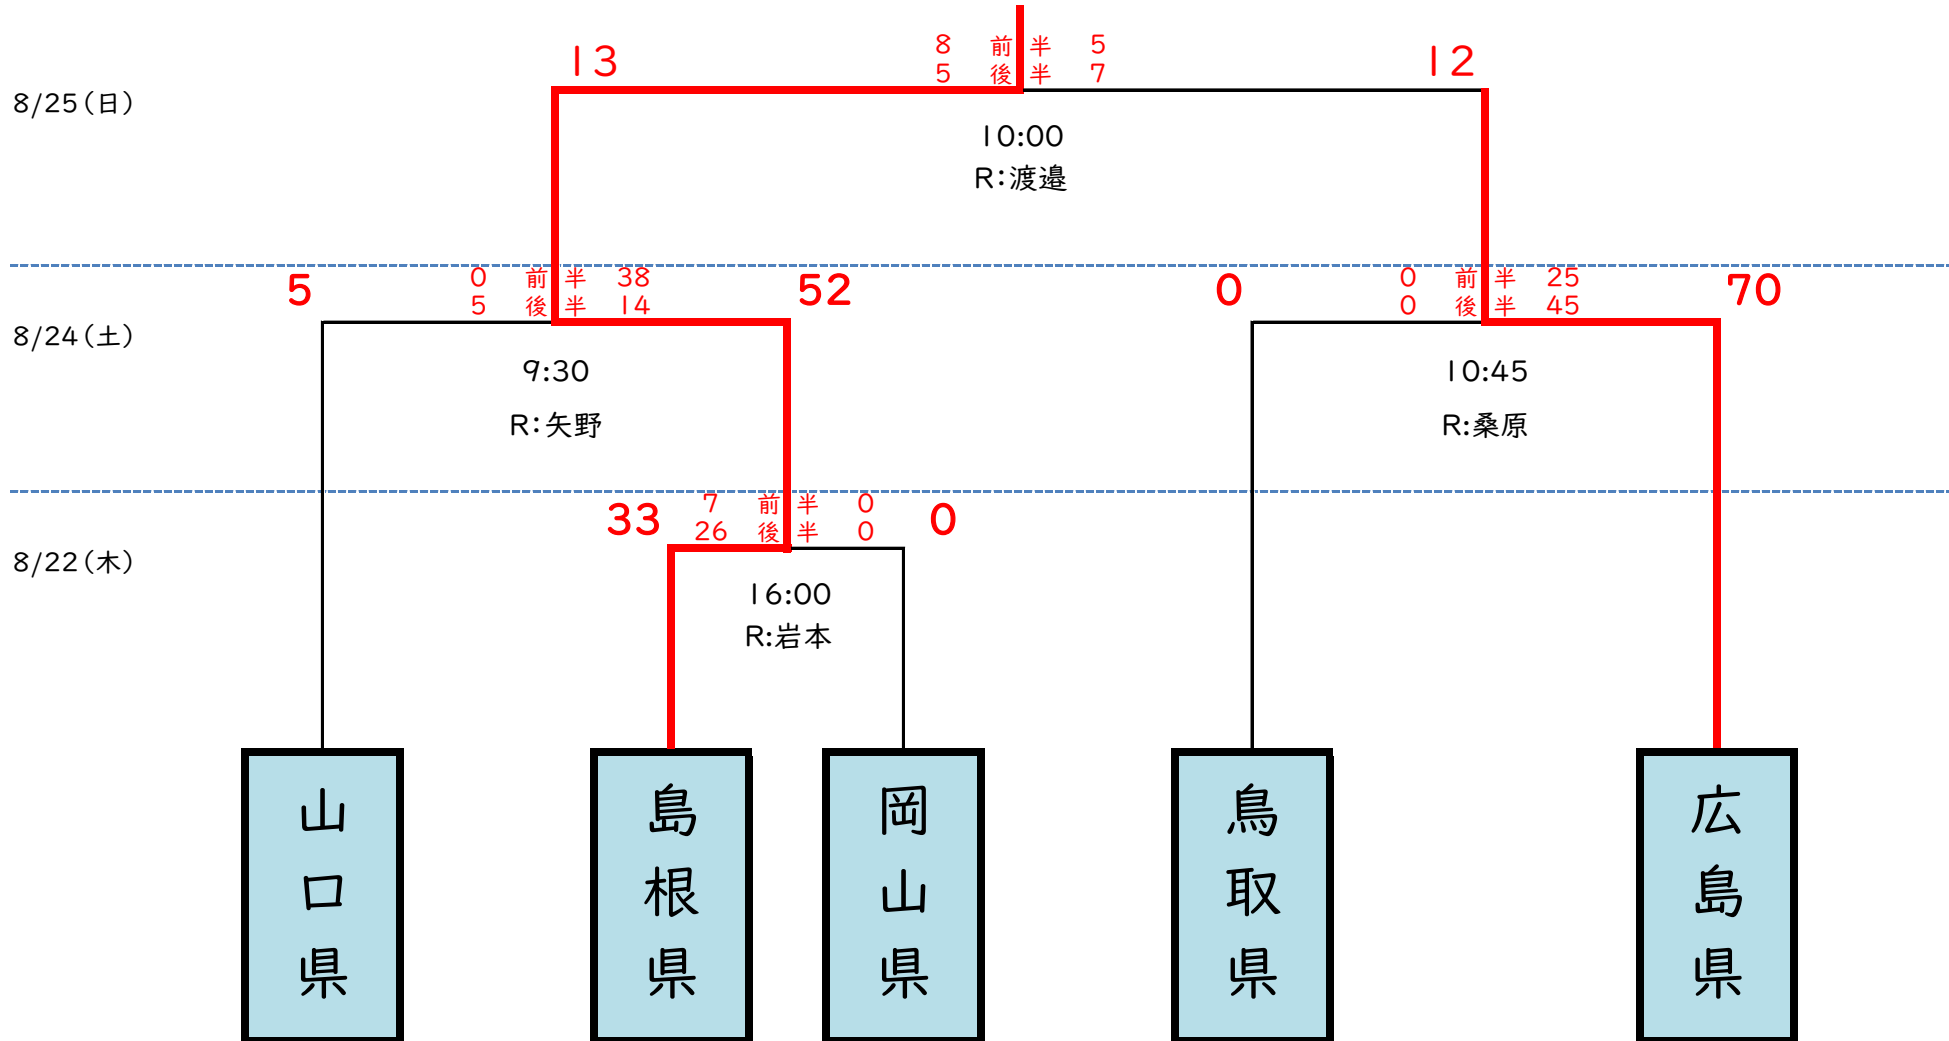 13 8 前半 5 12
5 後半 7
8/25(日)
10:00
R:渡邉
5 0 前半 38 52 0 0 前半 25 70
5 後半 14 0 後半 45
8/24(土)
9:30 10:45
R:矢野 R:桑原
33 7 前半 0 0
26 後半 0
8/22(木)
16:00
R:岩本
山口県 島根県 岡山県 鳥取県 広島県